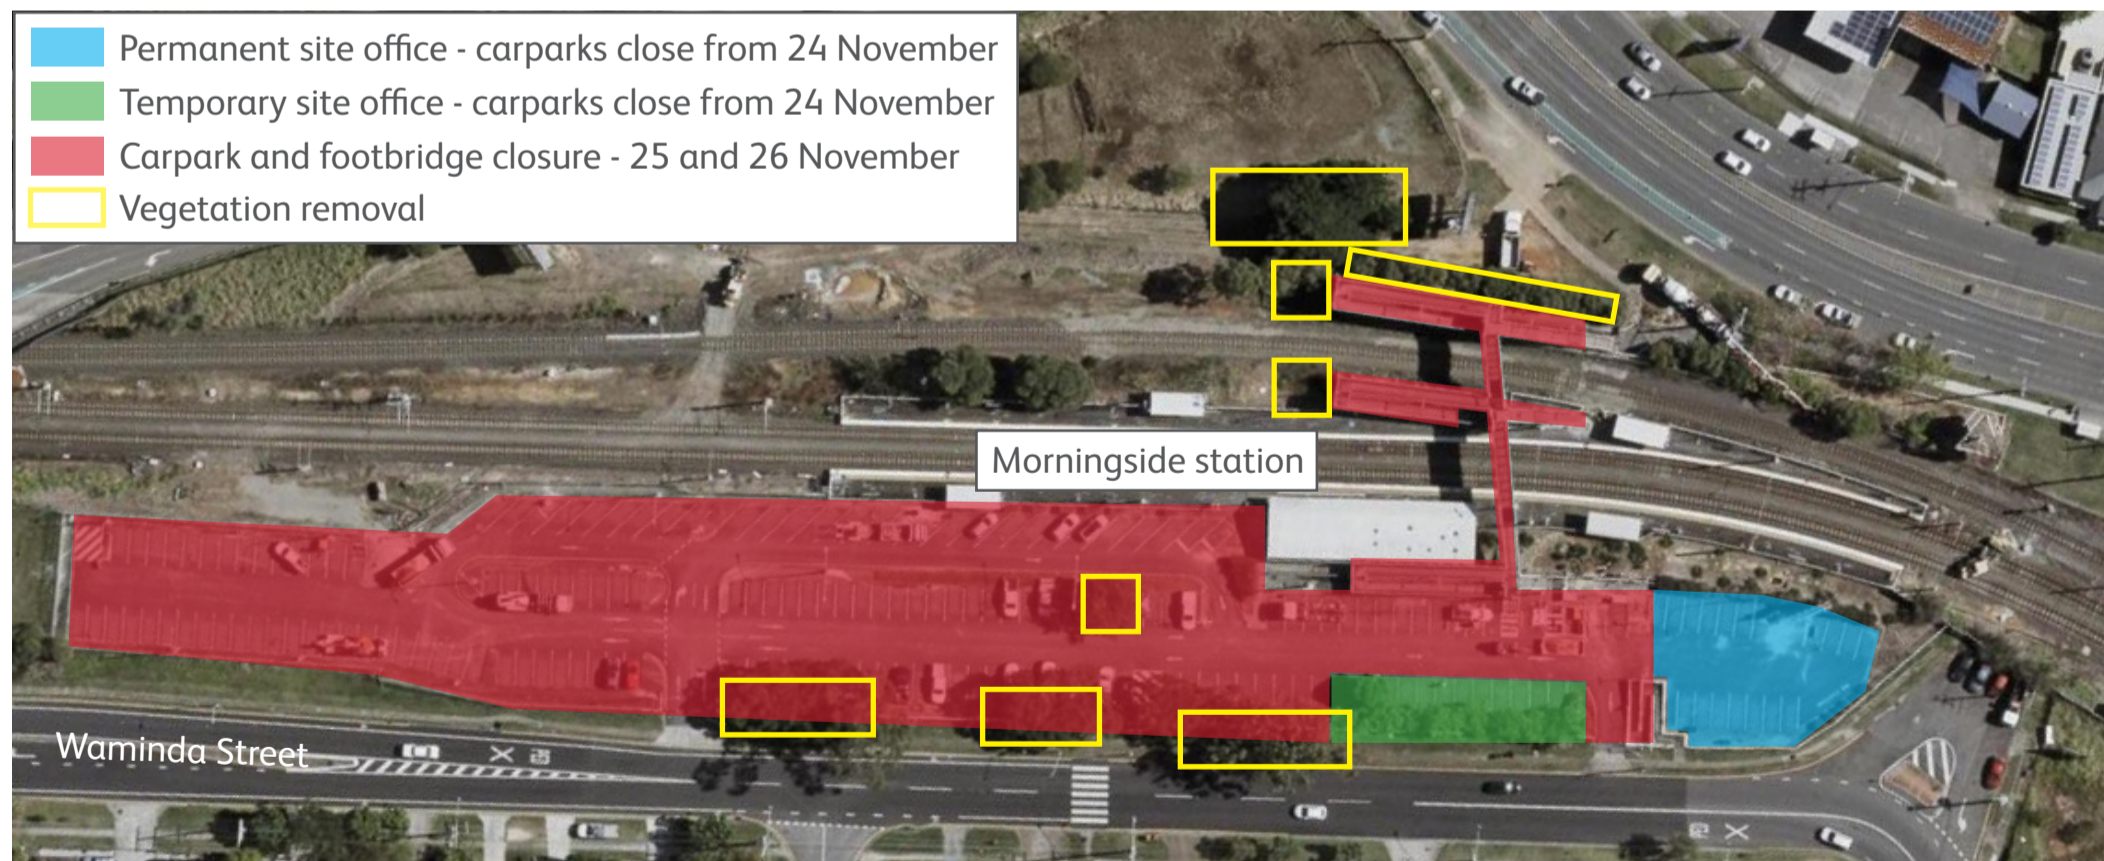 Permanent site office - carparks close from 24 November
Temporary site office - carparks close from 24 November
Carpark and footbridge closure - 25 and 26 November
Vegetation removal
Morningside station
Waminda Street